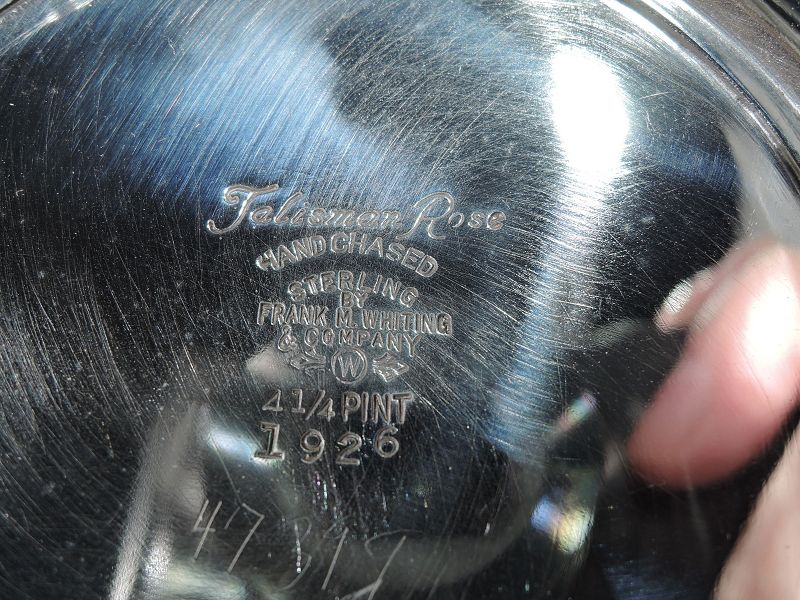 Talisman Rose
HAND CHASED
STERLING
BY
FRANK M. WHITING
& COMPANY
W
4 1/4 PINT
1926